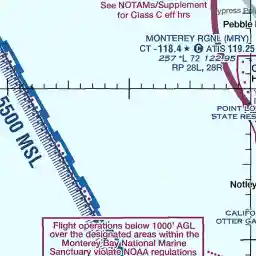 See NOTAMs/Supplement
for Class C eff hrs
Pebble
MONTEREY RGNL (MRY)
CT - 118.4 ★ C ATIS 119.25
257 *L 72 122.95
RP 28L, 28R
POINT LO
STATE RES
5500 MSL
Notley
CALIFO
OTTER GA
Flight operations below 1000' AGL
over the designated areas within the
Monterey Bay National Marine
Sanctuary violate NOAA regulations